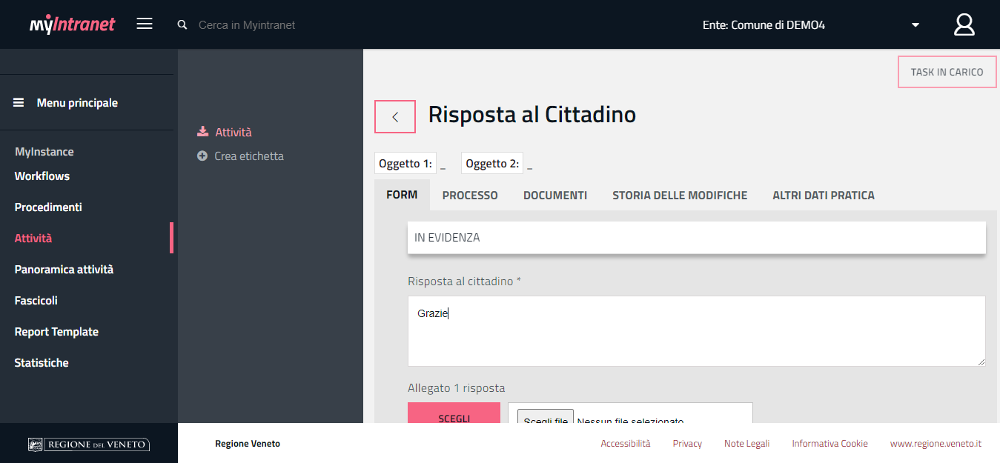 myIntranet
Cerca in Myintranet
Ente: Comune di DEMO4
TASK IN CARICO
Menu principale
MyInstance
Workflows
Procedimenti
Attività
Panoramica attività
Fascicoli
Report Template
Statistiche
Attività
Crea etichetta
Risposta al Cittadino
Oggetto 1: _ Oggetto 2: _
FORM PROCESSO DOCUMENTI STORIA DELLE MODIFICHE ALTRI DATI PRATICA
IN EVIDENZA
Risposta al cittadino *
Grazie
Allegato 1 risposta
SCEGLI Scegli file Nessun file selezionato
REGIONE DEL VENETO
Regione Veneto
Accessibilità Privacy Note Legali Informativa Cookie www.regione.veneto.it